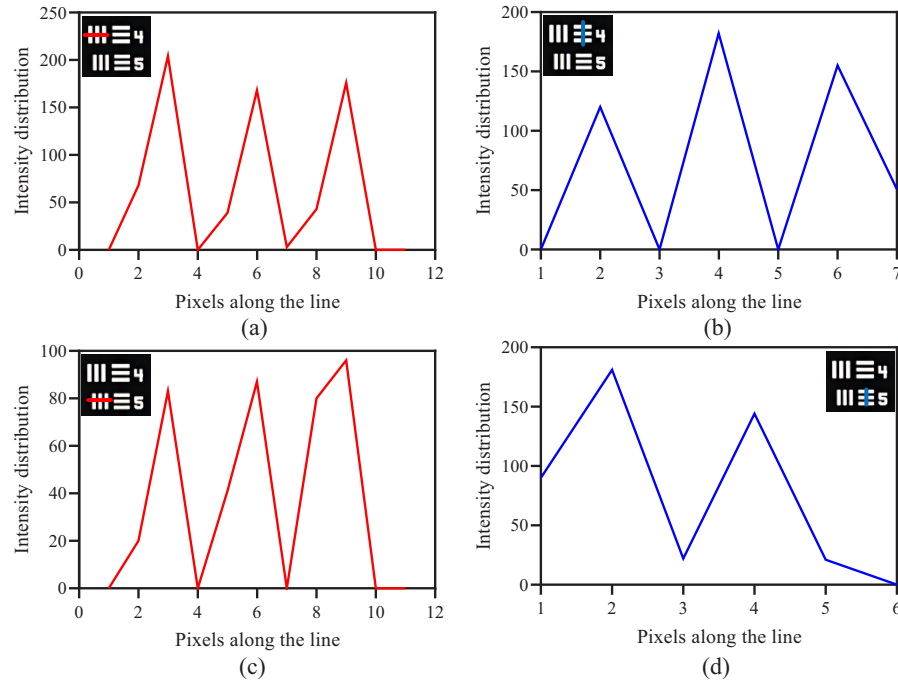 250
200
150
100
50
0
0 2 4 6 8 10 12
Intensity distribution
Pixels along the line
4
5
(a)
200
150
100
50
0
1 2 3 4 5 6 7
Intensity distribution
Pixels along the line
4
5
(b)
100
80
60
40
20
0
0 2 4 6 8 10 12
Intensity distribution
Pixels along the line
4
5
(c)
200
150
100
50
0
1 2 3 4 5 6
Intensity distribution
Pixels along the line
4
5
(d)